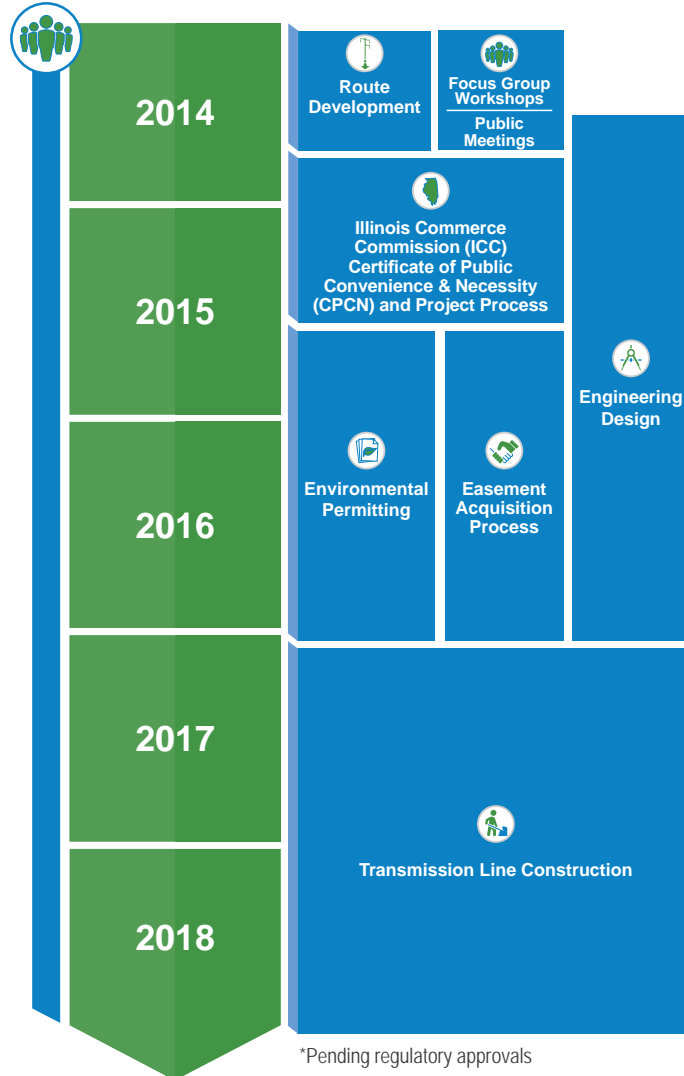 2014
Route
Development
Focus Group
Workshops
Public
Meetings
Illinois Commerce
Commission (ICC)
Certificate of Public
Convenience & Necessity
(CPCN) and Project Process
2015
Engineering
Design
Environmental
Permitting
Easement
Acquisition
Process
2016
2017
Transmission Line Construction
2018
*Pending regulatory approvals